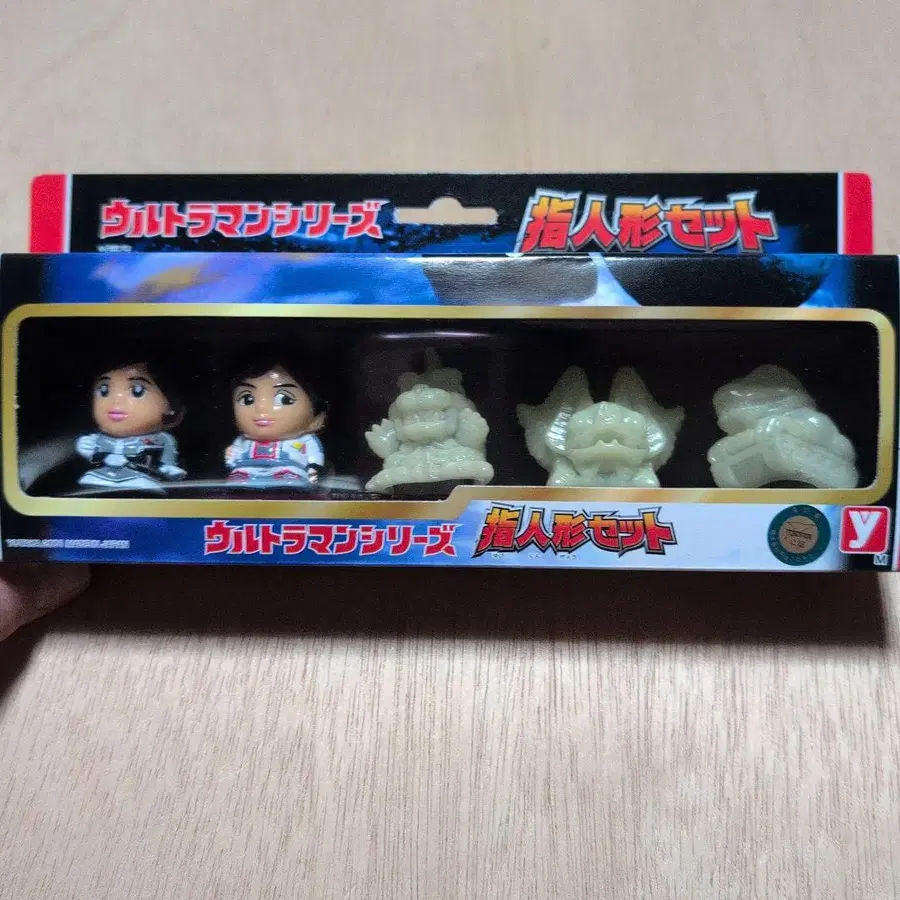 ウルトラマンシリーズ
指人形セット
ウルトラマンシリーズ
指人形セット
y
M